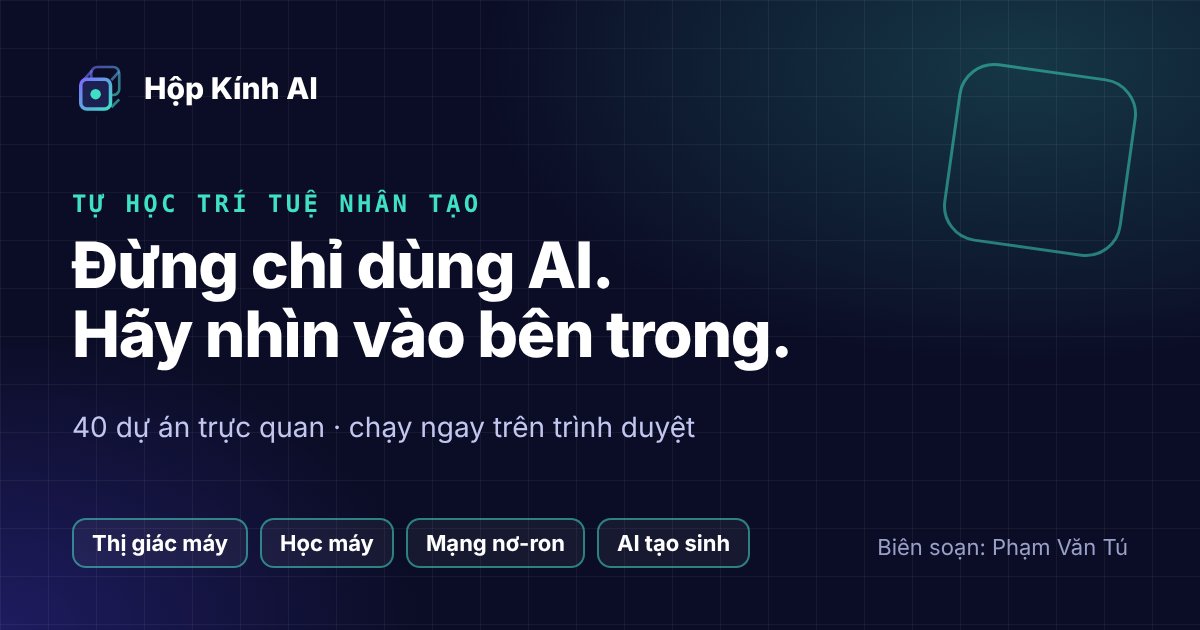 Hộp Kính AI
TỰ HỌC TRÍ TUỆ NHÂN TẠO
Đừng chỉ dùng AI.
Hãy nhìn vào bên trong.
40 dự án trực quan · chạy ngay trên trình duyệt
Thị giác máy
Học máy
Mạng nơ-ron
AI tạo sinh
Biên soạn: Phạm Văn Tú